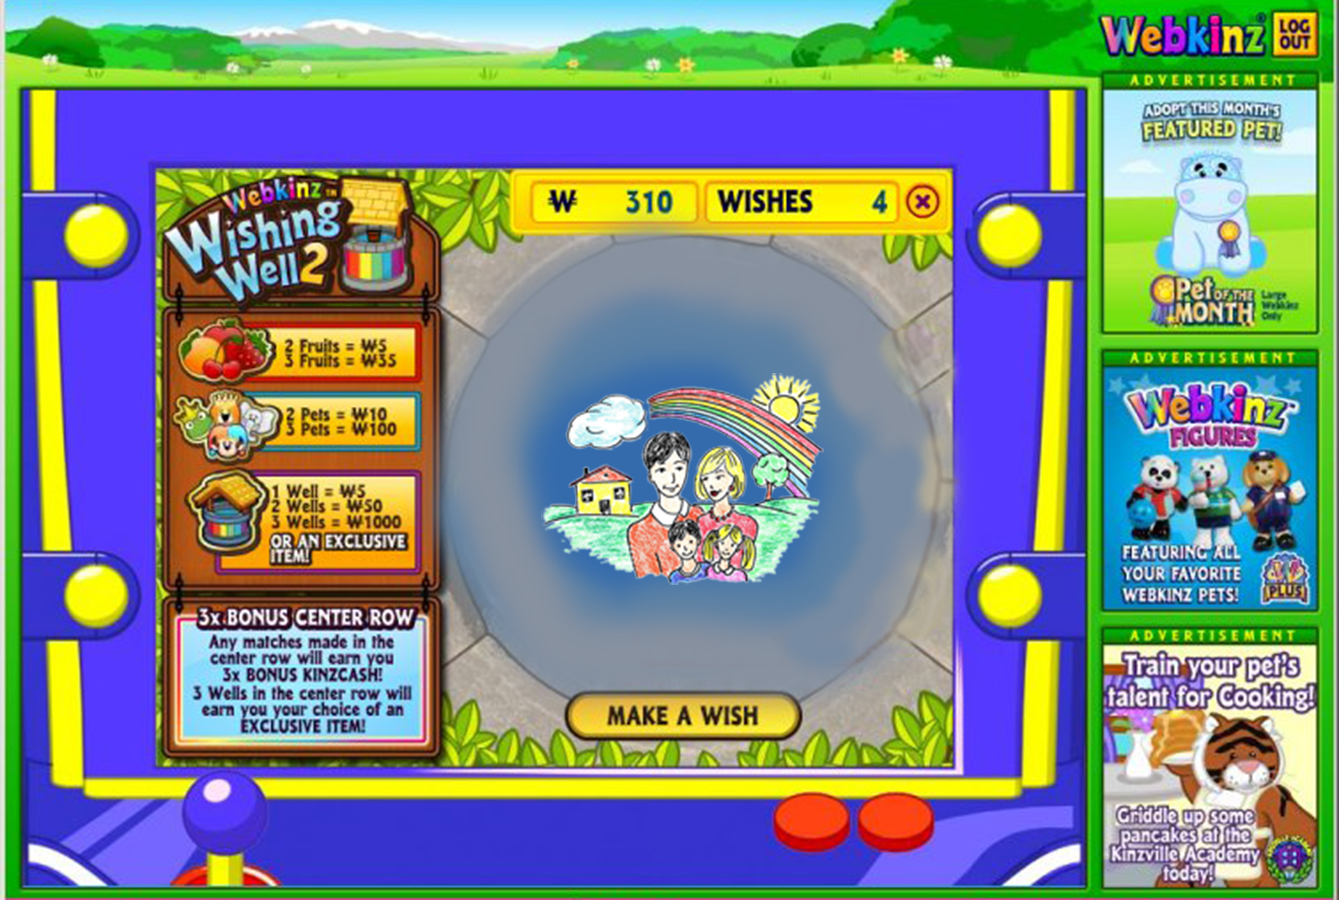 Webkinz®
LOG
OUT
Webkinz™
Wishing
Well 2
₩ 310
WISHES 4
2 Fruits = ₩5
3 Fruits = ₩35
2 Pets = ₩10
3 Pets = ₩100
1 Well = ₩5
2 Wells = ₩50
3 Wells = ₩1000
OR AN EXCLUSIVE
ITEM!
3x BONUS CENTER ROW
Any matches made in the
center row will earn you
3x BONUS KINZCASH!
3 Wells in the center row will
earn you your choice of an
EXCLUSIVE ITEM!
MAKE A WISH
ADVERTISEMENT
ADOPT THIS MONTH'S
FEATURED PET!
Pet OF THE
MONTH
Large
Webkinz
Only
ADVERTISEMENT
Webkinz™
FIGURES
FEATURING ALL
YOUR FAVORITE
WEBKINZ PETS!
PLUS
ADVERTISEMENT
Train your pet's
talent for Cooking!
Griddle up some
pancakes at the
Kinzville Academy
today!